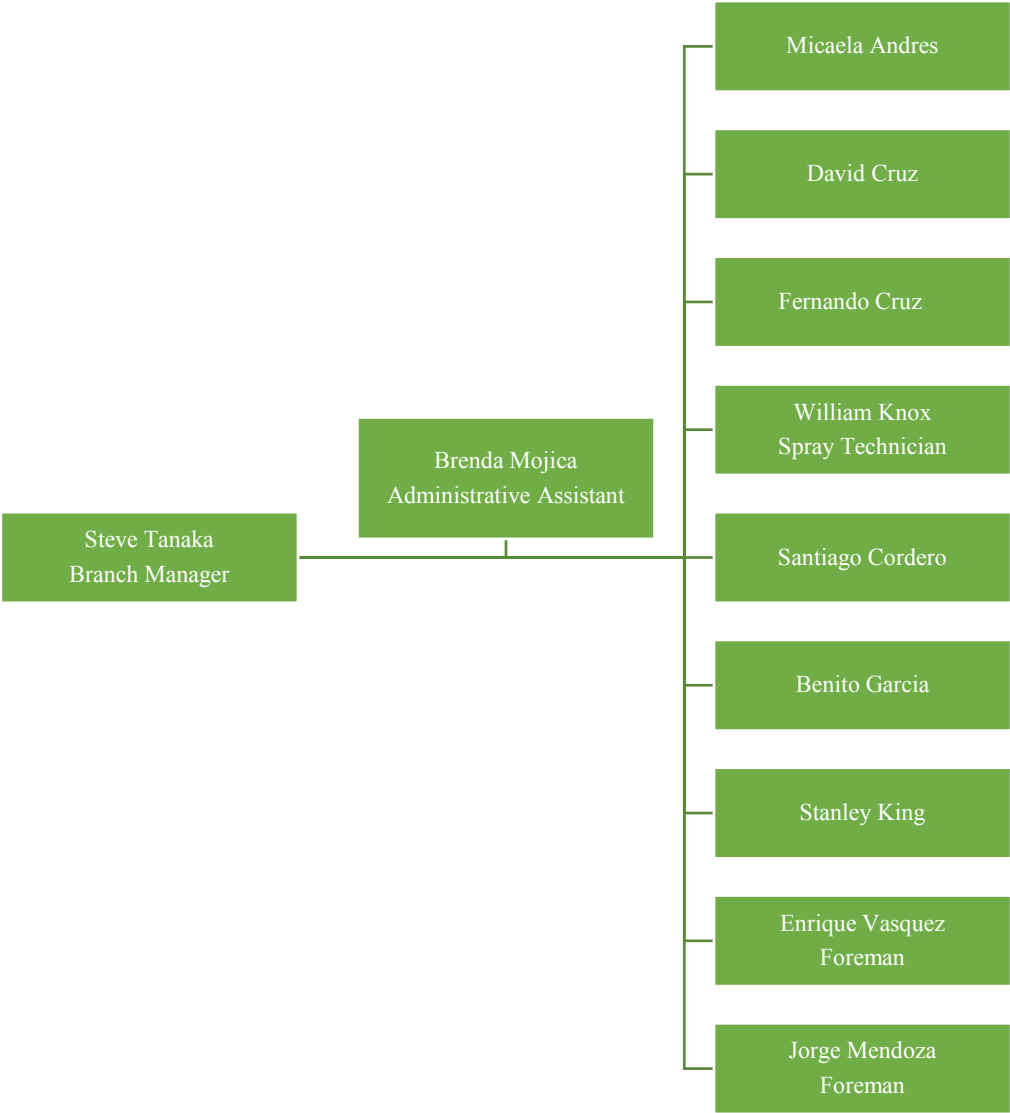 Micaela Andres
David Cruz
Fernando Cruz
William Knox
Spray Technician
Brenda Mojica
Administrative Assistant
Steve Tanaka
Branch Manager
Santiago Cordero
Benito Garcia
Stanley King
Enrique Vasquez
Foreman
Jorge Mendoza
Foreman